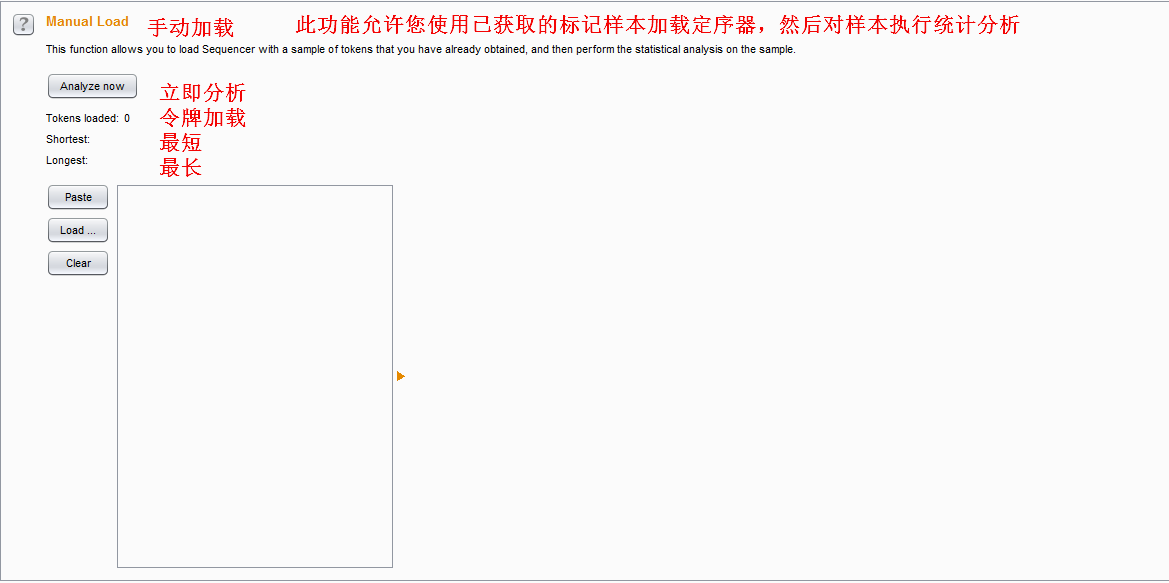 ? Manual Load 手动加载 此功能允许您使用已获取的标记样本加载定序器，然后对样本执行统计分析
This function allows you to load Sequencer with a sample of tokens that you have already obtained, and then perform the statistical analysis on the sample.
Analyze now 立即分析
Tokens loaded: 0 令牌加载
Shortest: 最短
Longest: 最长
Paste
Load ...
Clear